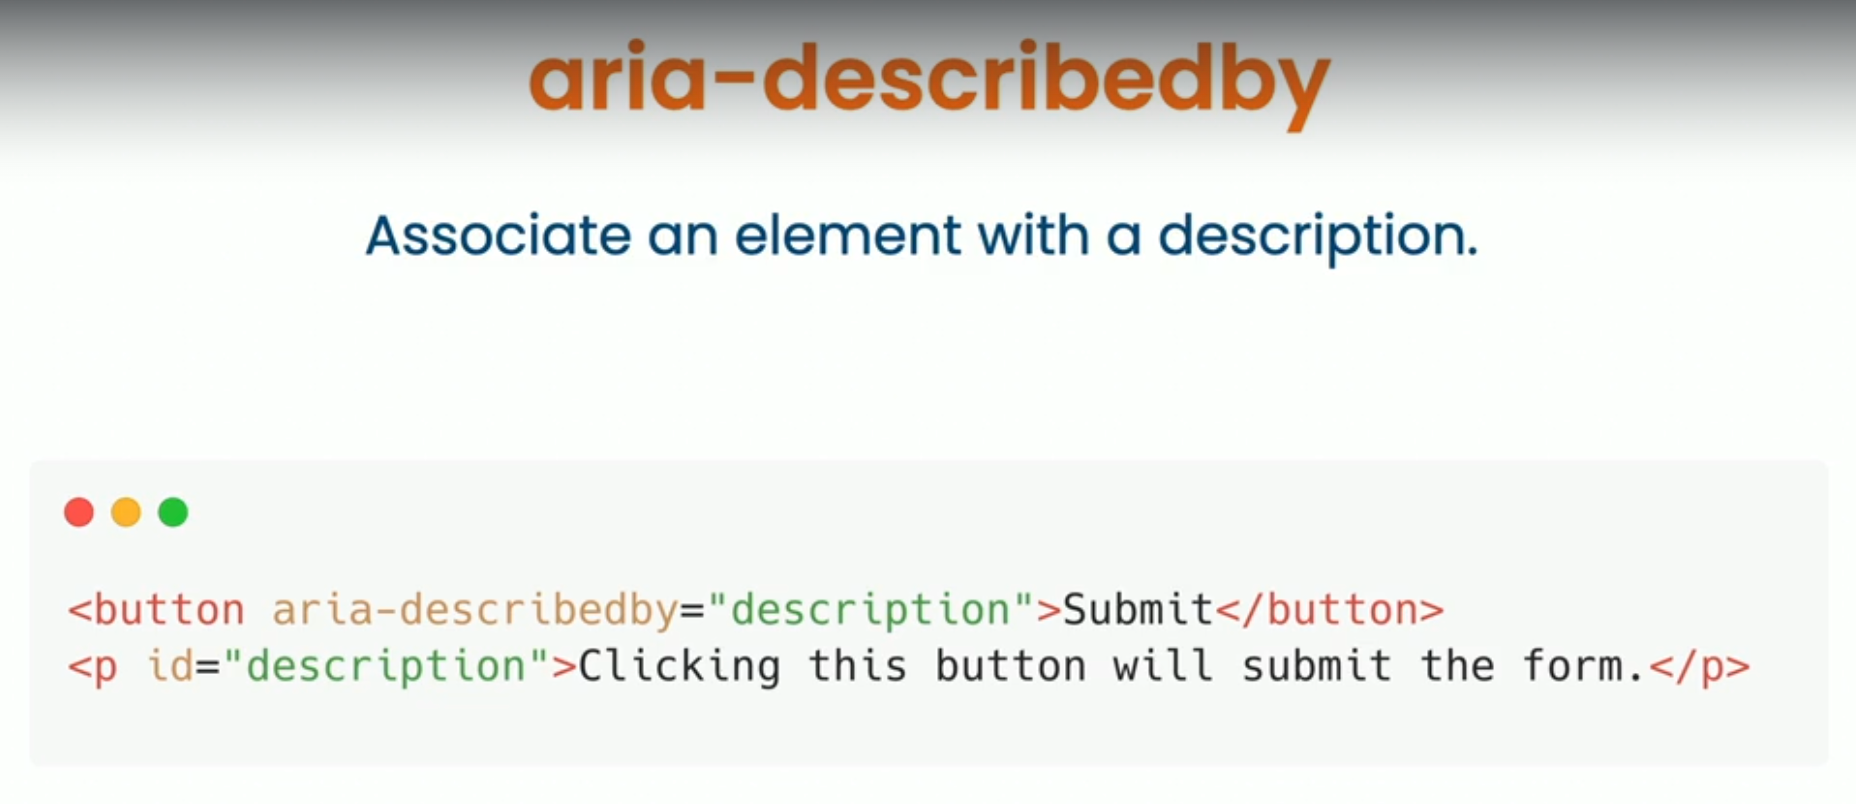 aria-describedby
Associate an element with a description.
<button aria-describedby="description">Submit</button>
<p id="description">Clicking this button will submit the form.</p>